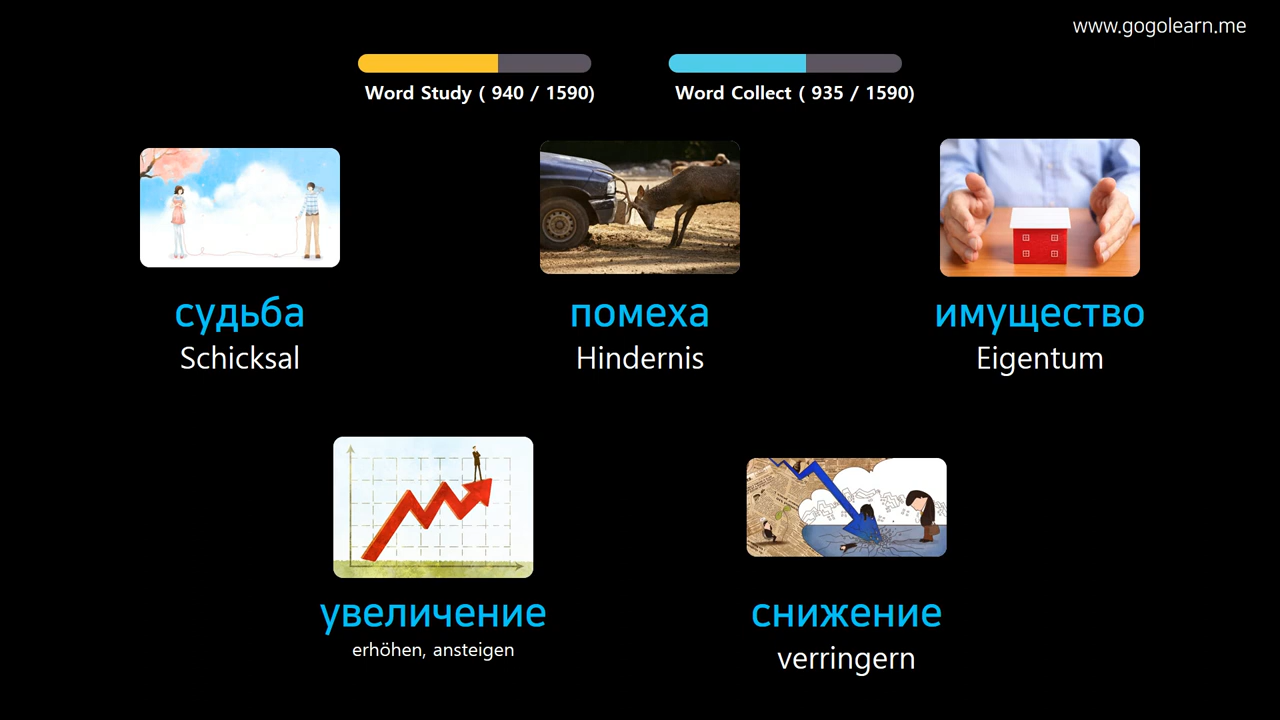 www.gogolearn.me
Word Study ( 940 / 1590)
Word Collect ( 935 / 1590)
судьба
Schicksal
помеха
Hindernis
имущество
Eigentum
увеличение
erhöhen, ansteigen
снижение
verringern